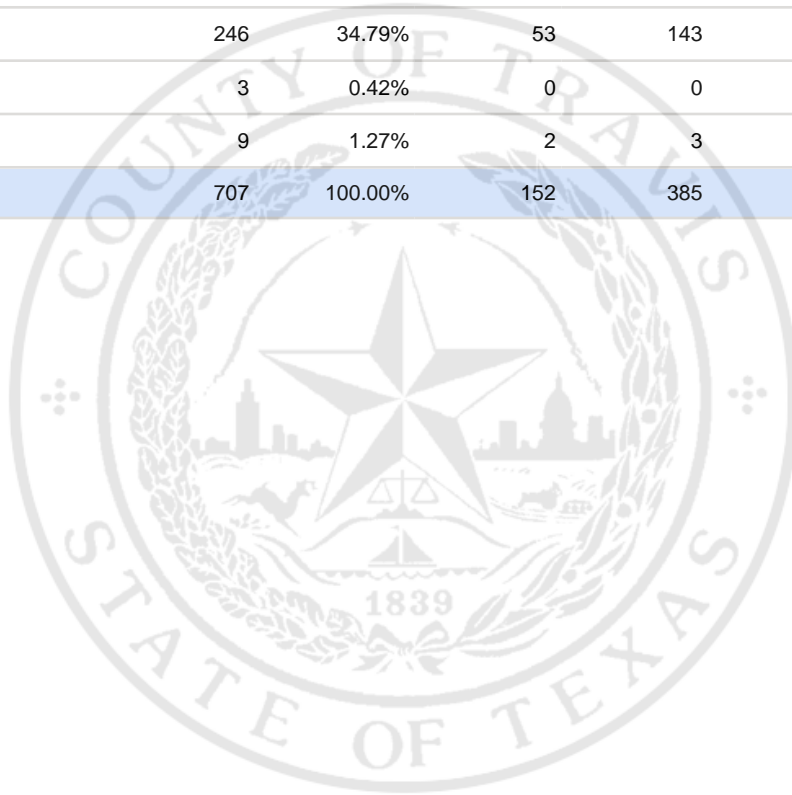 246 34.79% 53 143
3 0.42% 0 0
9 1.27% 2 3
707 100.00% 152 385
COUNTY OF TRAVIS
1839
STATE OF TEXAS